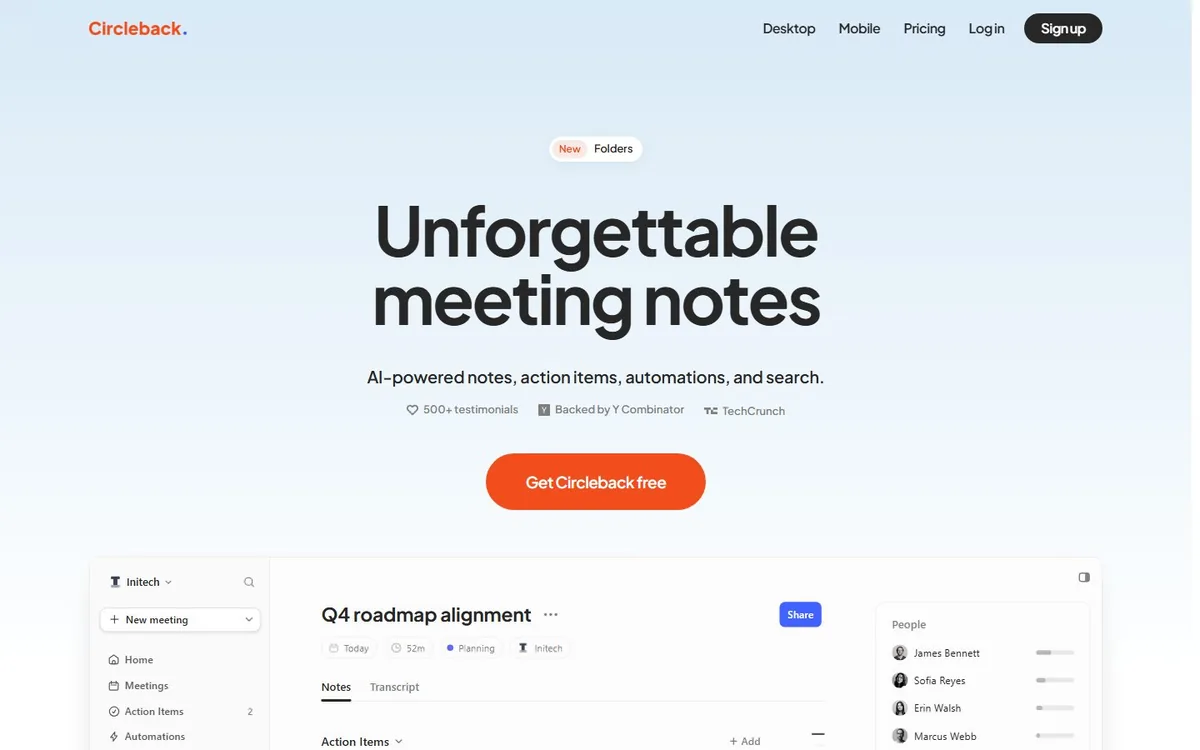 Circleback.
Desktop Mobile Pricing Log in Sign up
New Folders
Unforgettable
meeting notes
AI-powered notes, action items, automations, and search.
500+ testimonials Y Backed by Y Combinator TC TechCrunch
Get Circleback free
Initech
New meeting
Home
Meetings
Action Items 2
Automations
Q4 roadmap alignment ...
Share
Today 52m Planning Initech
Notes Transcript
Action Items + Add
People
James Bennett
Sofia Reyes
Erin Walsh
Marcus Webb